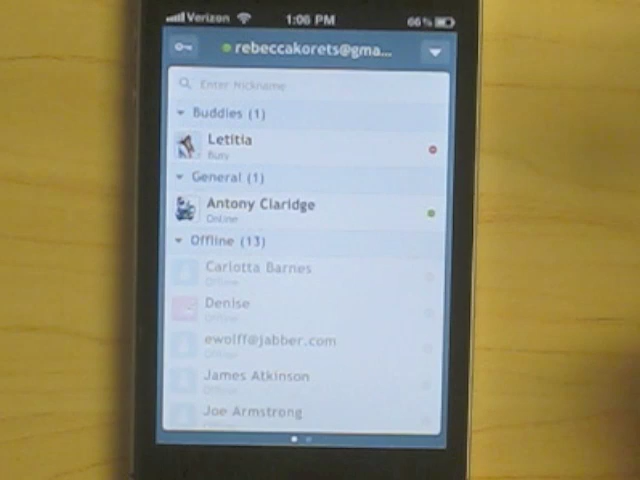 Verizon 1:06 PM 66%
rebeccakorets@gma...
Enter Nickname
Buddies (1)
Letitia
Busy
General (1)
Antony Claridge
Online
Offline (13)
Carlotta Barnes
Offline
Denise
Offline
ewolff@jabber.com
Offline
James Atkinson
Offline
Joe Armstrong